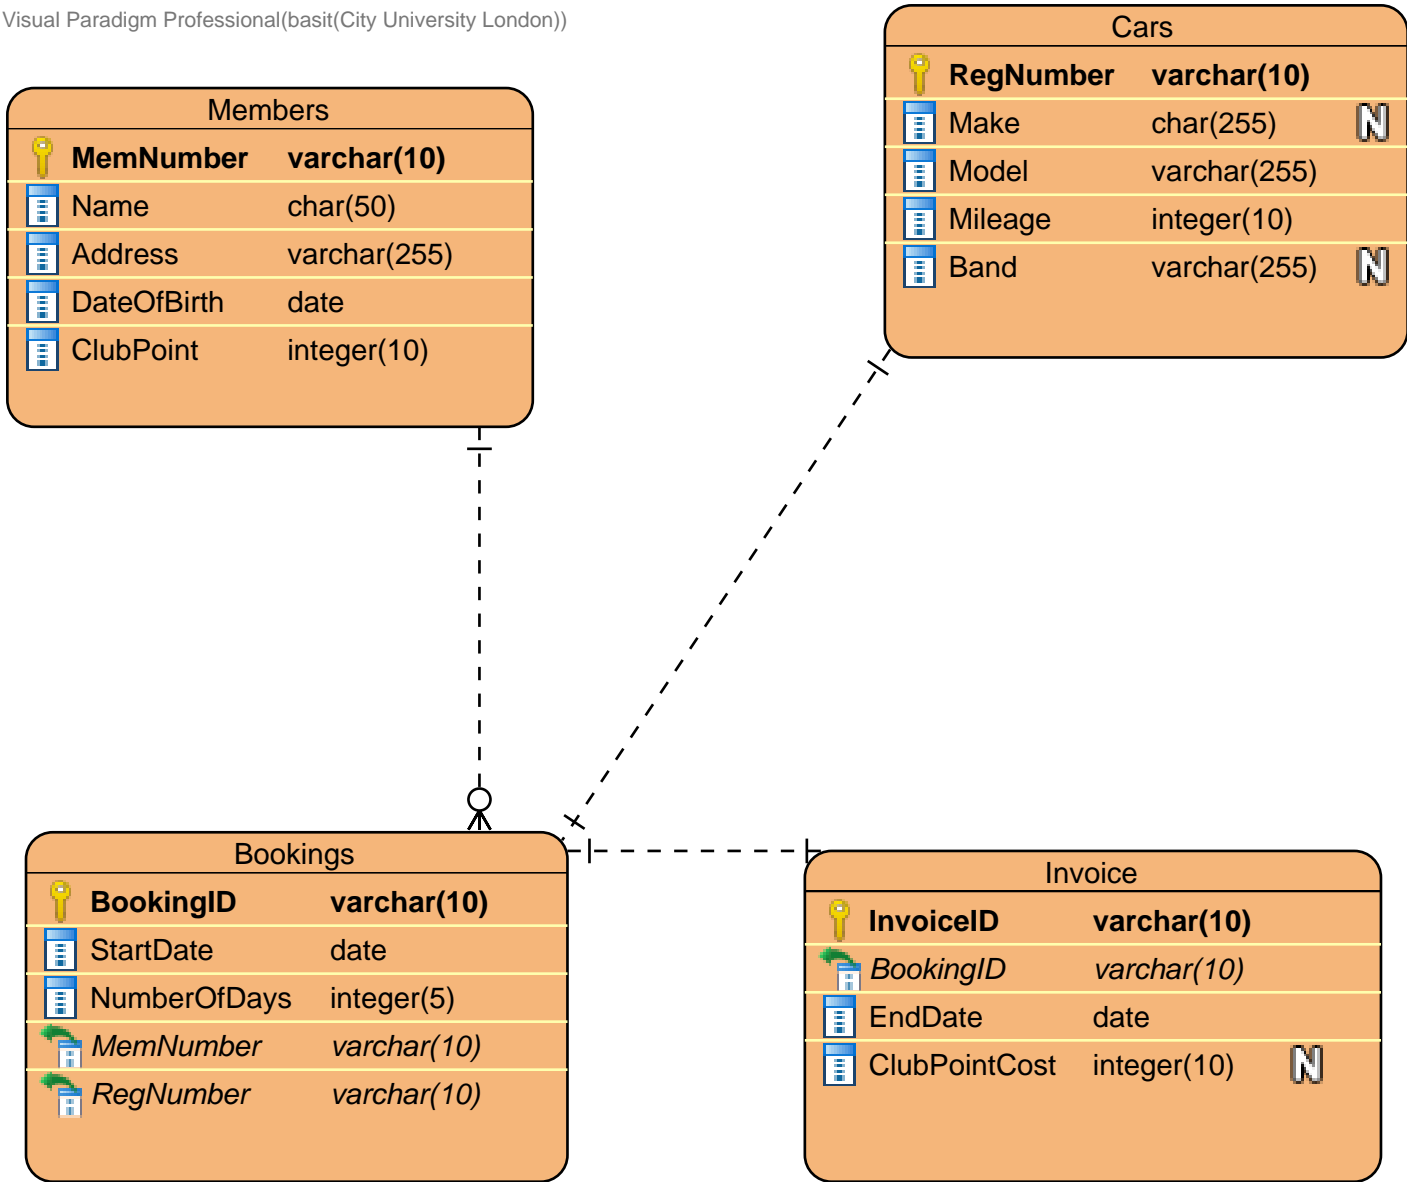 Visual Paradigm Professional(basit(City University London))
Members
MemNumber varchar(10)
Name char(50)
Address varchar(255)
DateOfBirth date
ClubPoint integer(10)
Cars
RegNumber varchar(10)
Make char(255) N
Model varchar(255)
Mileage integer(10)
Band varchar(255) N
Bookings
BookingID varchar(10)
StartDate date
NumberOfDays integer(5)
MemNumber varchar(10)
RegNumber varchar(10)
Invoice
InvoiceID varchar(10)
BookingID varchar(10)
EndDate date
ClubPointCost integer(10) N